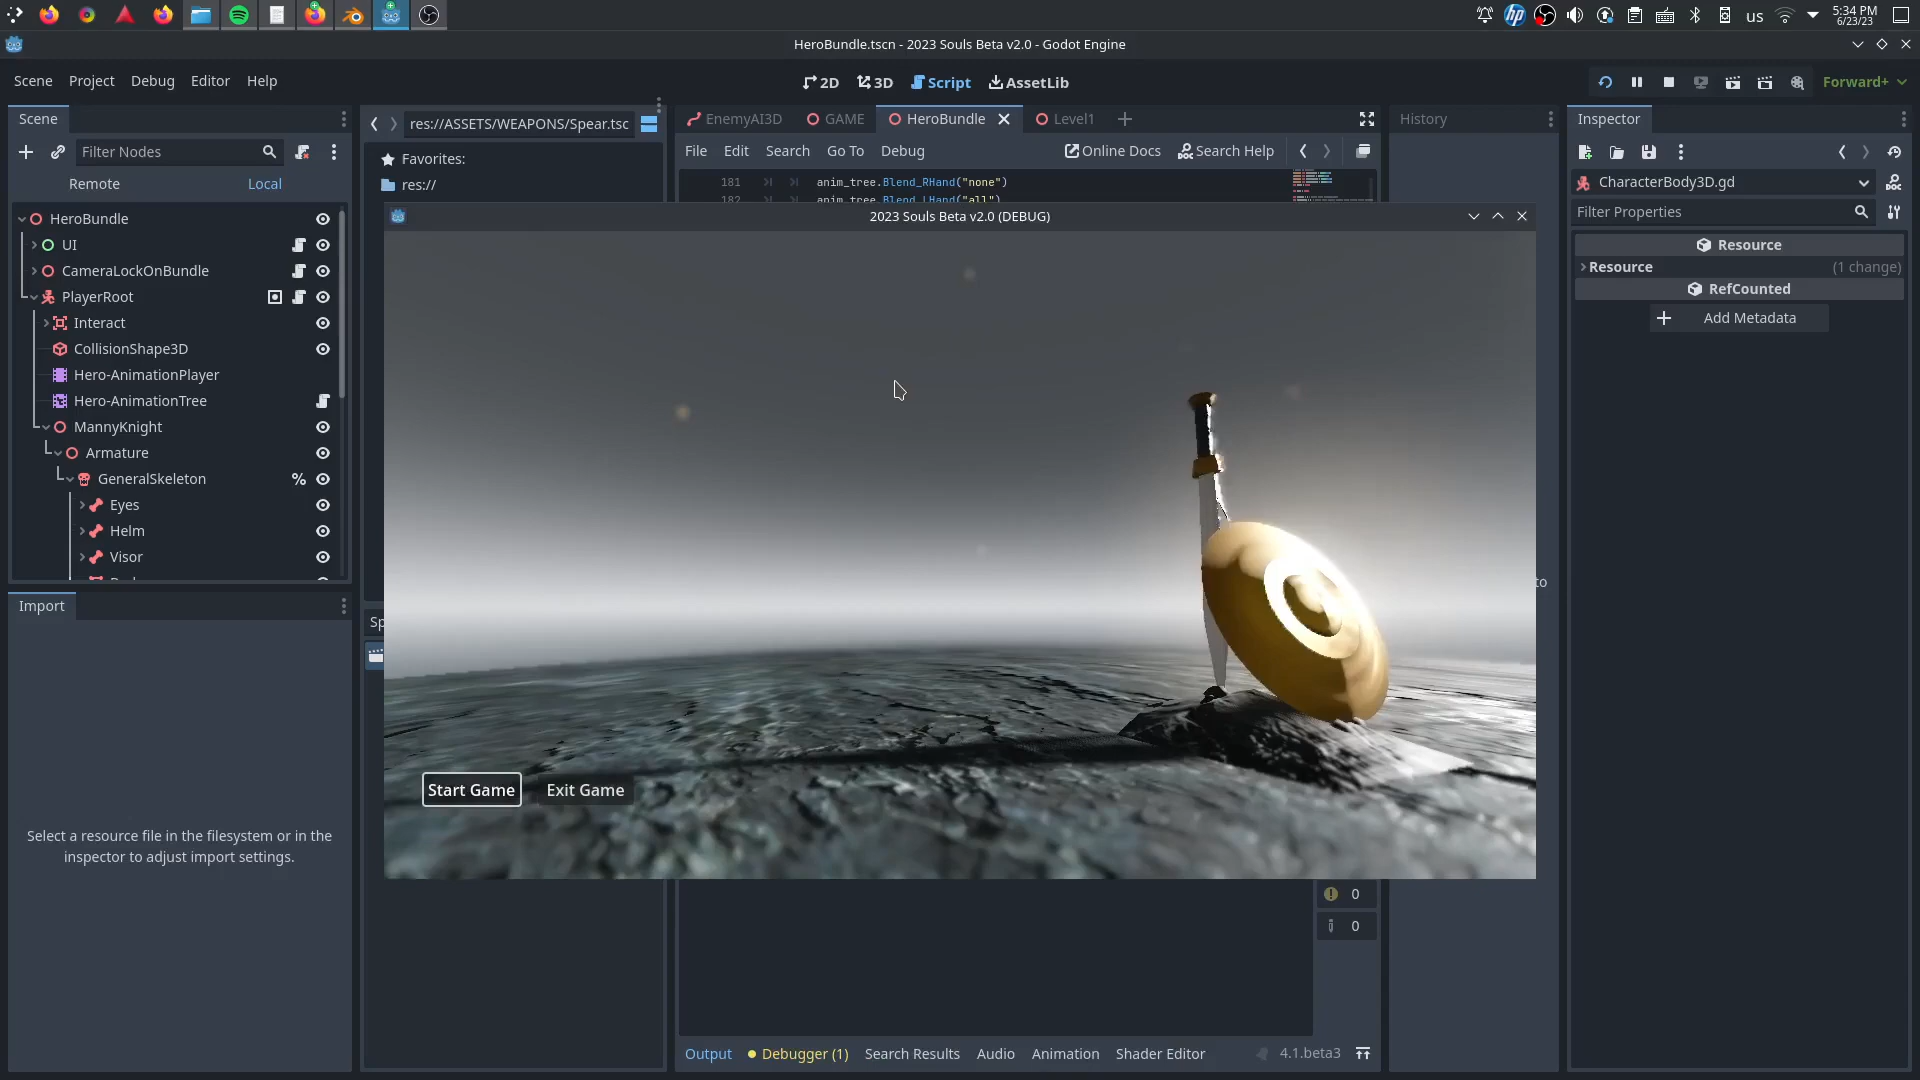 us
5:34 PM
6/23/23
HeroBundle.tscn - 2023 Souls Beta v2.0 - Godot Engine
Scene Project Debug Editor Help
2D 3D Script AssetLib
Forward+
Scene
Filter Nodes
Remote Local
HeroBundle
UI
CameraLockOnBundle
PlayerRoot
Interact
CollisionShape3D
Hero-AnimationPlayer
Hero-AnimationTree
MannyKnight
Armature
GeneralSkeleton
%
Eyes
Helm
Visor
Import
Select a resource file in the filesystem or in the
inspector to adjust import settings.
res://ASSETS/WEAPONS/Spear.tsc
Favorites:
res://
Sp
EnemyAI3D GAME HeroBundle Level1
File Edit Search Go To Debug Online Docs Search Help
181 anim_tree.Blend_RHand("none")
182 anim_tree.Blend_LHand("all")
2023 Souls Beta v2.0 (DEBUG)
Start Game Exit Game
0
0
Output Debugger (1) Search Results Audio Animation Shader Editor 4.1.beta3
History
to
Inspector
CharacterBody3D.gd
Filter Properties
Resource
Resource (1 change)
RefCounted
Add Metadata